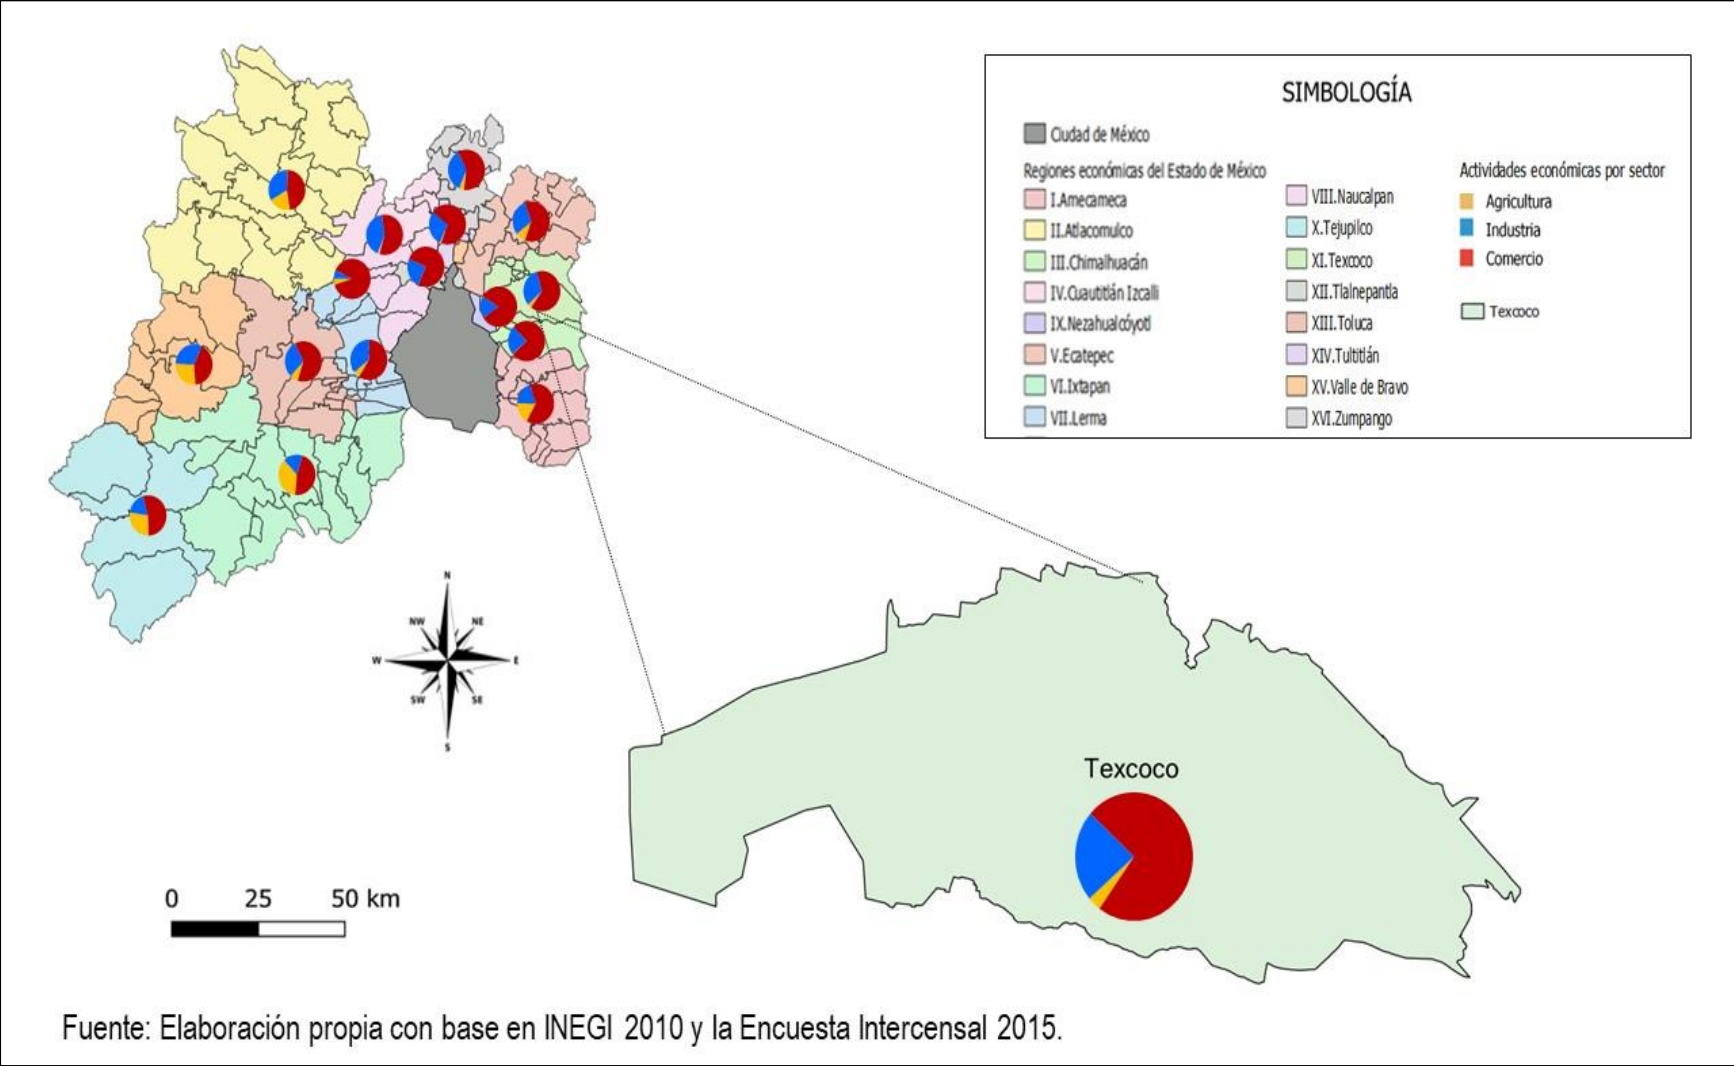 SIMBOLOGÍA
Ciudad de México
Regiones económicas del Estado de México
I.Amecameca
II.Atlacomulco
III.Chimalhuacán
IV.Cuautitlán Izcalli
IX.Nezahualcóyotl
V.Ecatepec
VI.Ixtapan
VII.Lerma
VIII.Naucalpan
X.Tejupilco
XI.Texcoco
XII.Tlalnepantla
XIII.Toluca
XIV.Tultitlán
XV.Valle de Bravo
XVI.Zumpango
Actividades económicas por sector
Agricultura
Industria
Comercio
Texcoco
N
NW NE
W E
SW SE
S
Texcoco
0 25 50 km
Fuente: Elaboración propia con base en INEGI 2010 y la Encuesta Intercensal 2015.